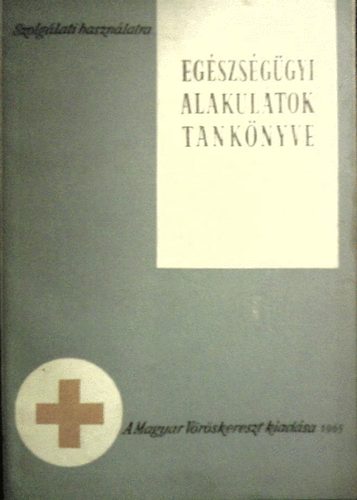 Szolgálati használatra
EGÉSZSÉGÜGYI
ALAKULATOK
TANKÖNYVE
A Magyar Vöröskereszt kiadása 1965